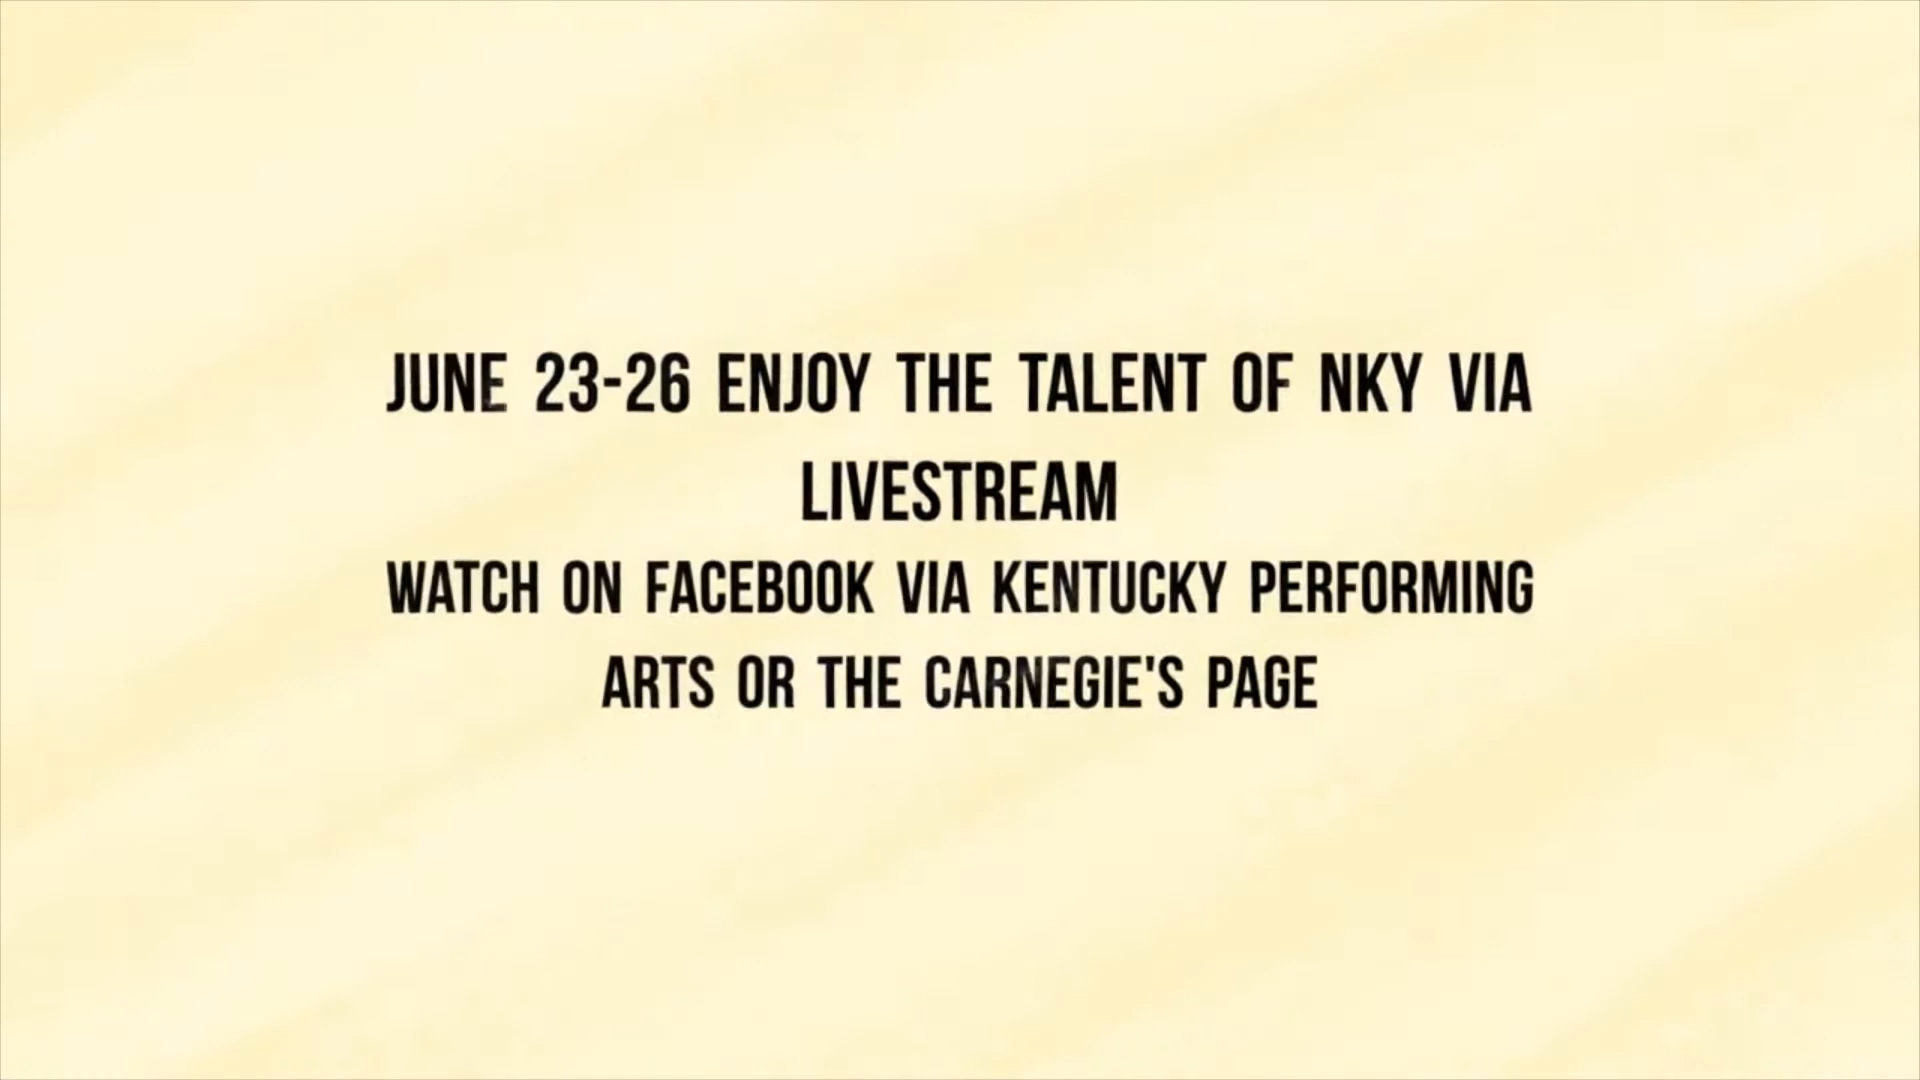 JUNE 23-26 ENJOY THE TALENT OF NKY VIA
LIVESTREAM
WATCH ON FACEBOOK VIA KENTUCKY PERFORMING
ARTS OR THE CARNEGIE'S PAGE